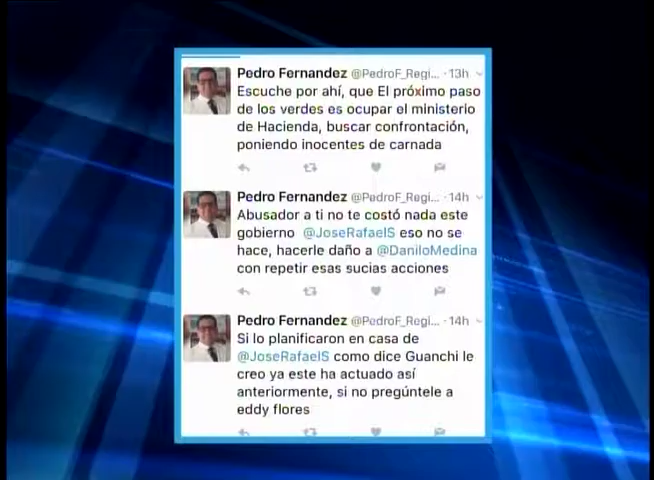 Pedro Fernandez @PedroF_Regi... · 13h
Escuche por ahí, que El próximo paso
de los verdes es ocupar el ministerio
de Hacienda, buscar confrontación,
poniendo inocentes de carnada
Pedro Fernandez @PedroF_Regi... · 14h
Abusador a ti no te costó nada este
gobierno @JoseRafaelS eso no se
hace, hacerle daño a @DaniloMedina
con repetir esas sucias acciones
Pedro Fernandez @PedroF_Regi... · 14h
Si lo planificaron en casa de
@JoseRafaelS como dice Guanchi le
creo ya este ha actuado así
anteriormente, si no pregúntele a
eddy flores